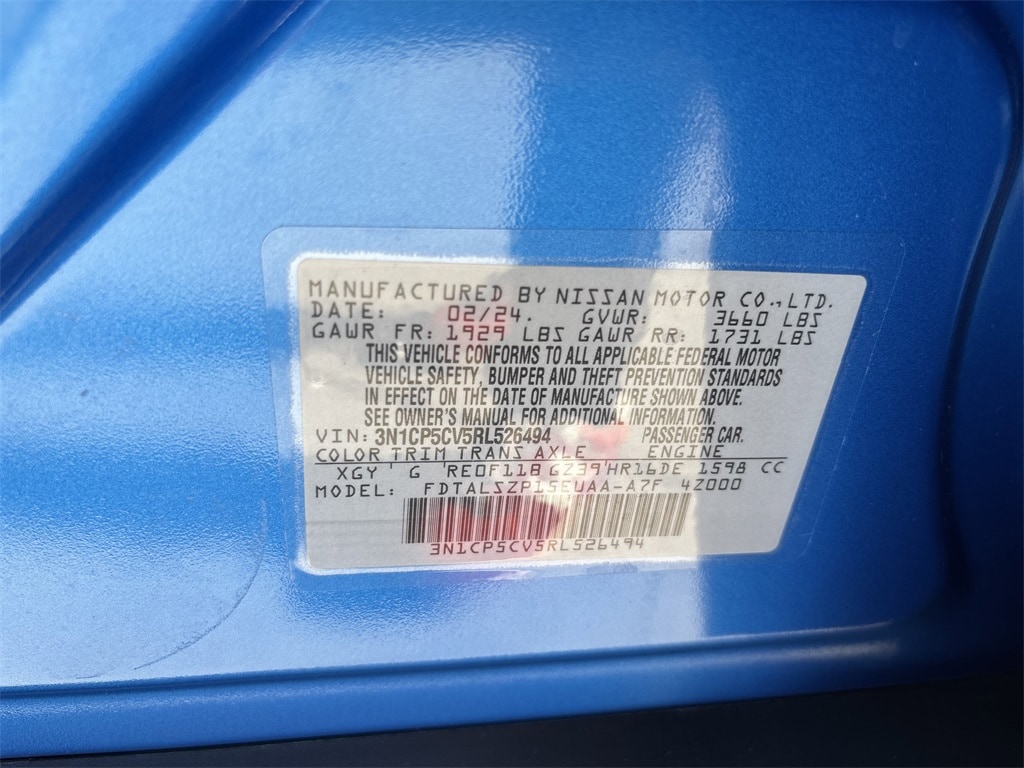 MANUFACTURED BY NISSAN MOTOR CO.,LTD.
DATE: 02/24. GVWR: 3660 LBS
GAWR FR: 1929 LBS GAWR RR: 1731 LBS
THIS VEHICLE CONFORMS TO ALL APPLICABLE FEDERAL MOTOR
VEHICLE SAFETY, BUMPER AND THEFT PREVENTION STANDARDS
IN EFFECT ON THE DATE OF MANUFACTURE SHOWN ABOVE.
SEE OWNER'S MANUAL FOR ADDITIONAL INFORMATION.
VIN: 3N1CP5CV5RL526494 PASSENGER CAR.
COLOR TRIM TRANS AXLE ENGINE
XGY G RE0F11B GZ39 HR16DE 1598 CC
MODEL: FDTALSZP15EUAA-A7F 4Z000
3N1CP5CV5RL526494